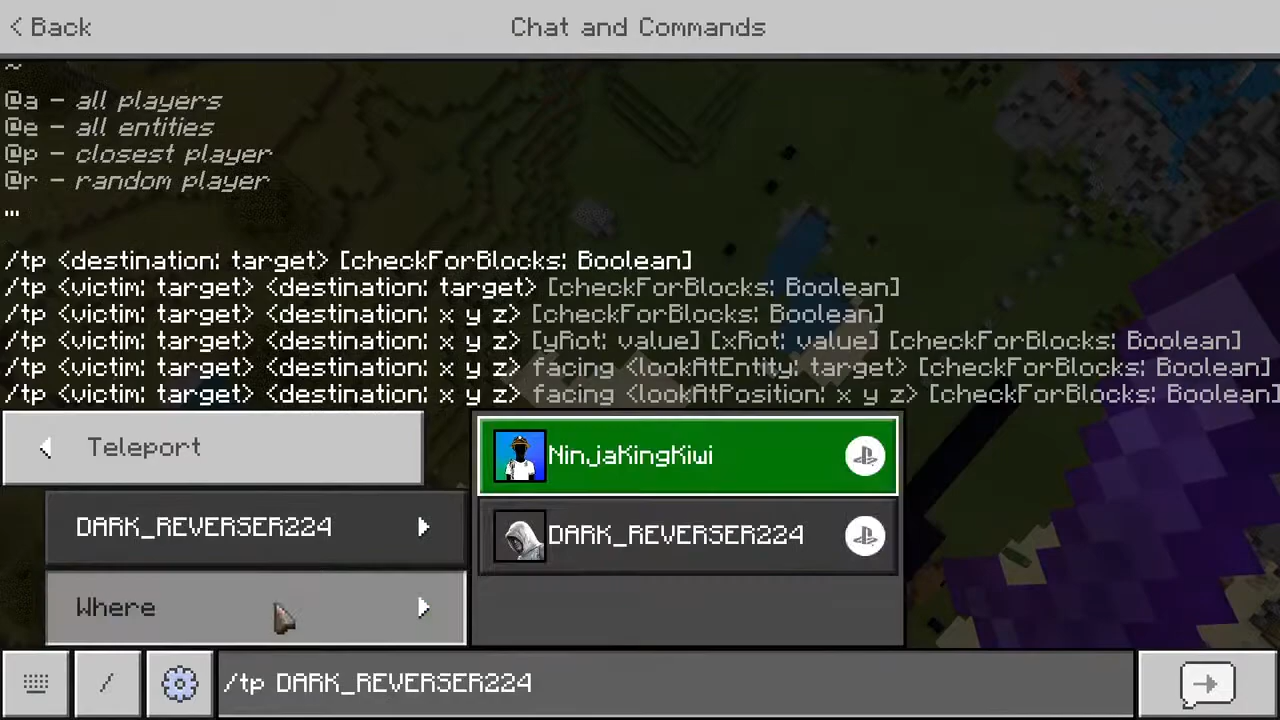 Back
Chat and Commands
~
@a - all players
@e - all entities
@p - closest player
@r - random player
...
/tp <destination: target> [checkForBlocks: Boolean]
/tp <victim: target> <destination: target> [checkForBlocks: Boolean]
/tp <victim: target> <destination: x y z> [checkForBlocks: Boolean]
/tp <victim: target> <destination: x y z> [yRot: value] [xRot: value] [checkForBlocks: Boolean]
/tp <victim: target> <destination: x y z> facing <lookAtEntity: target> [checkForBlocks: Boolean]
/tp <victim: target> <destination: x y z> facing <lookAtPosition: x y z> [checkForBlocks: Boolean]
Teleport
NinjaKingKiwi
DARK_REVERSER224
DARK_REVERSER224
Where
/
/tp DARK_REVERSER224